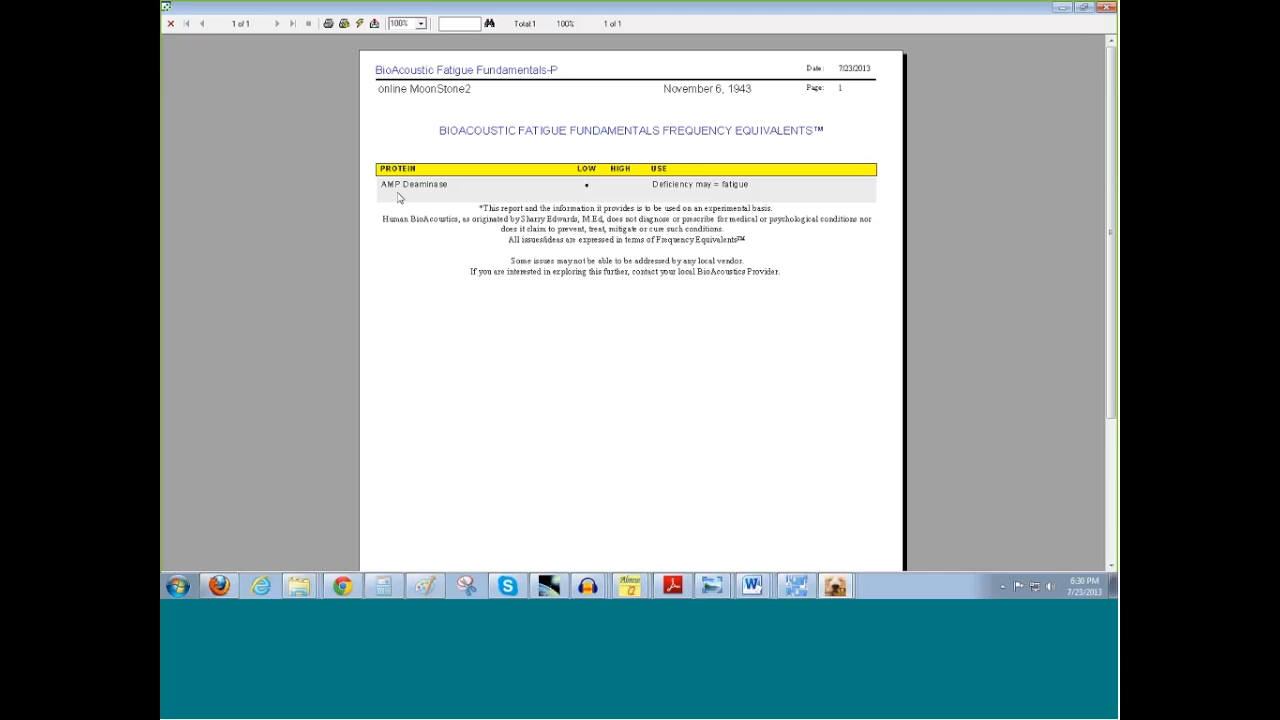 1 of 1 100% Total:1 100% 1 of 1
BioAcoustic Fatigue Fundamentals-P Date: 7/23/2013
online MoonStone2 November 6, 1943 Page: 1
BIOACOUSTIC FATIGUE FUNDAMENTALS FREQUENCY EQUIVALENTS™
PROTEIN LOW HIGH USE
AMP Deaminase • Deficiency may = fatigue
*This report and the information it provides is to be used on an experimental basis.
Human BioAcoustics, as originated by Sharry Edwards, M.Ed, does not diagnose or prescribe for medical or psychological conditions nor
does it claim to prevent, treat, mitigate or cure such conditions.
All issues/ideas are expressed in terms of Frequency Equivalents™
Some issues may not be able to be addressed by any local vendor.
If you are interested in exploring this further, contact your local BioAcoustics Provider.
6:30 PM
7/23/2013